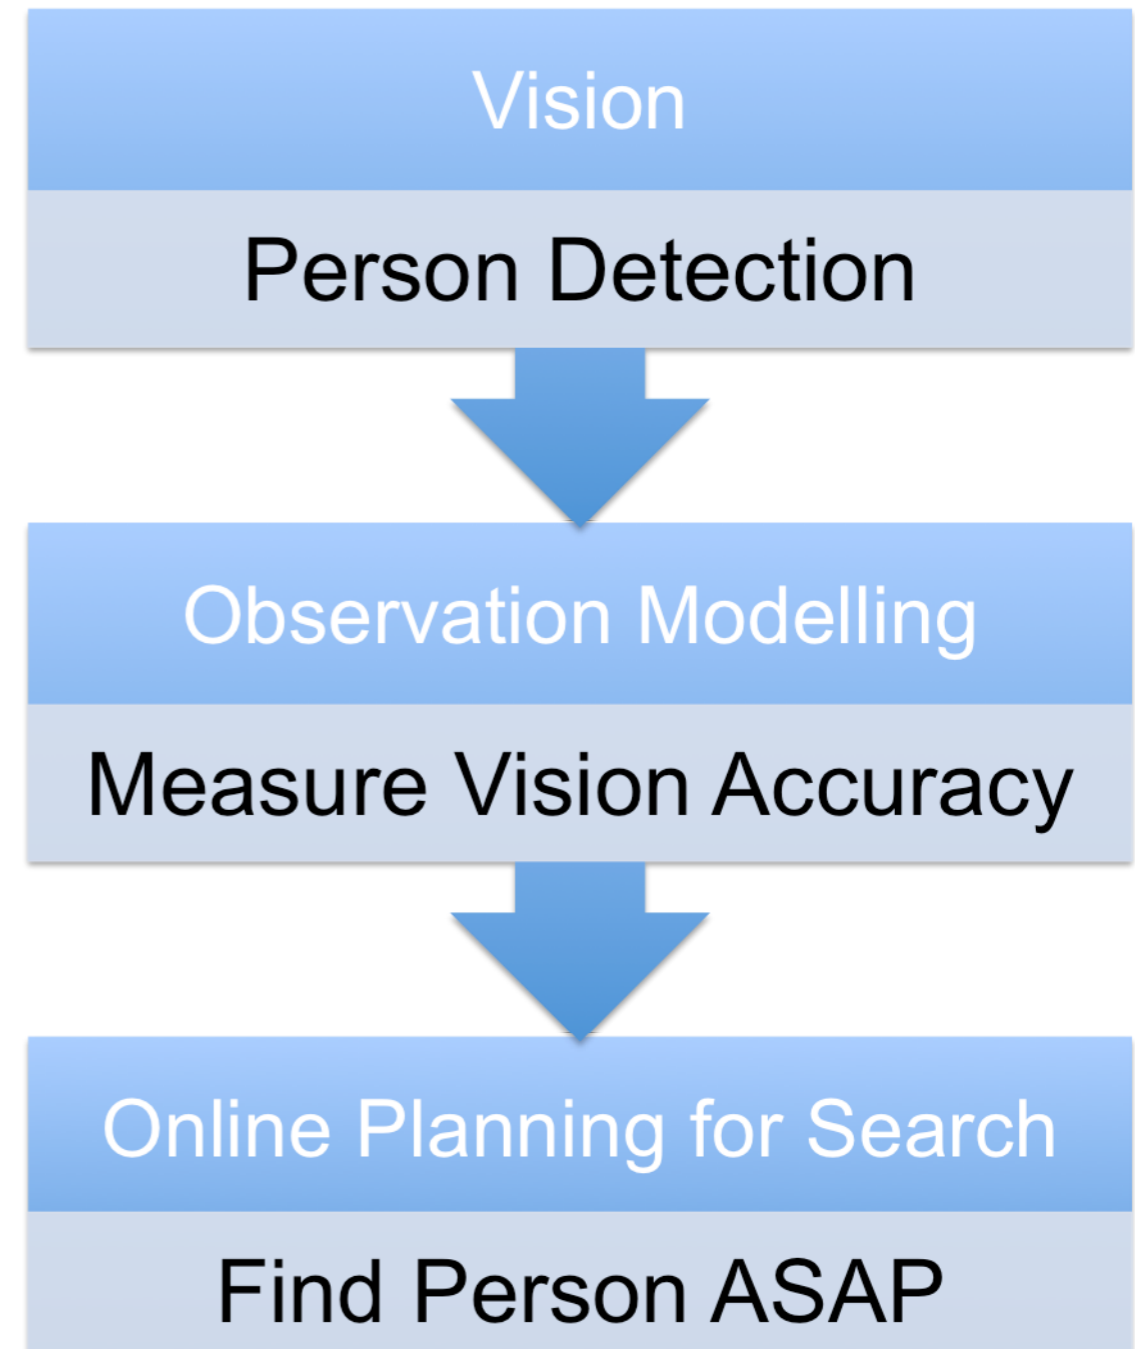 Vision
Person Detection
Observation Modelling
Measure Vision Accuracy
Online Planning for Search
Find Person ASAP